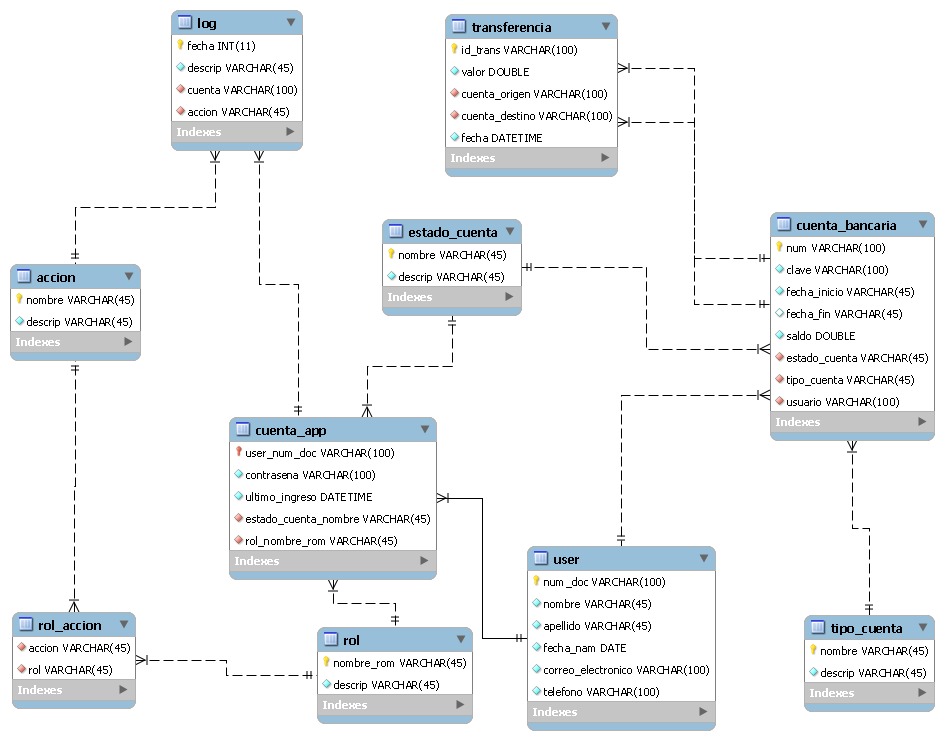 log
fecha INT(11)
descrip VARCHAR(45)
cuenta VARCHAR(100)
accion VARCHAR(45)
Indexes
transferencia
id_trans VARCHAR(100)
valor DOUBLE
cuenta_origen VARCHAR(100)
cuenta_destino VARCHAR(100)
fecha DATETIME
Indexes
estado_cuenta
nombre VARCHAR(45)
descrip VARCHAR(45)
Indexes
cuenta_bancaria
num VARCHAR(100)
clave VARCHAR(100)
fecha_inicio VARCHAR(45)
fecha_fin VARCHAR(45)
saldo DOUBLE
estado_cuenta VARCHAR(45)
tipo_cuenta VARCHAR(45)
usuario VARCHAR(100)
Indexes
accion
nombre VARCHAR(45)
descrip VARCHAR(45)
Indexes
cuenta_app
user_num_doc VARCHAR(100)
contrasena VARCHAR(100)
ultimo_ingreso DATETIME
estado_cuenta_nombre VARCHAR(45)
rol_nombre_rom VARCHAR(45)
Indexes
user
num_doc VARCHAR(100)
nombre VARCHAR(45)
apellido VARCHAR(45)
fecha_nam DATE
correo_electronico VARCHAR(100)
telefono VARCHAR(100)
Indexes
rol_accion
accion VARCHAR(45)
rol VARCHAR(45)
Indexes
rol
nombre_rom VARCHAR(45)
descrip VARCHAR(45)
Indexes
tipo_cuenta
nombre VARCHAR(45)
descrip VARCHAR(45)
Indexes